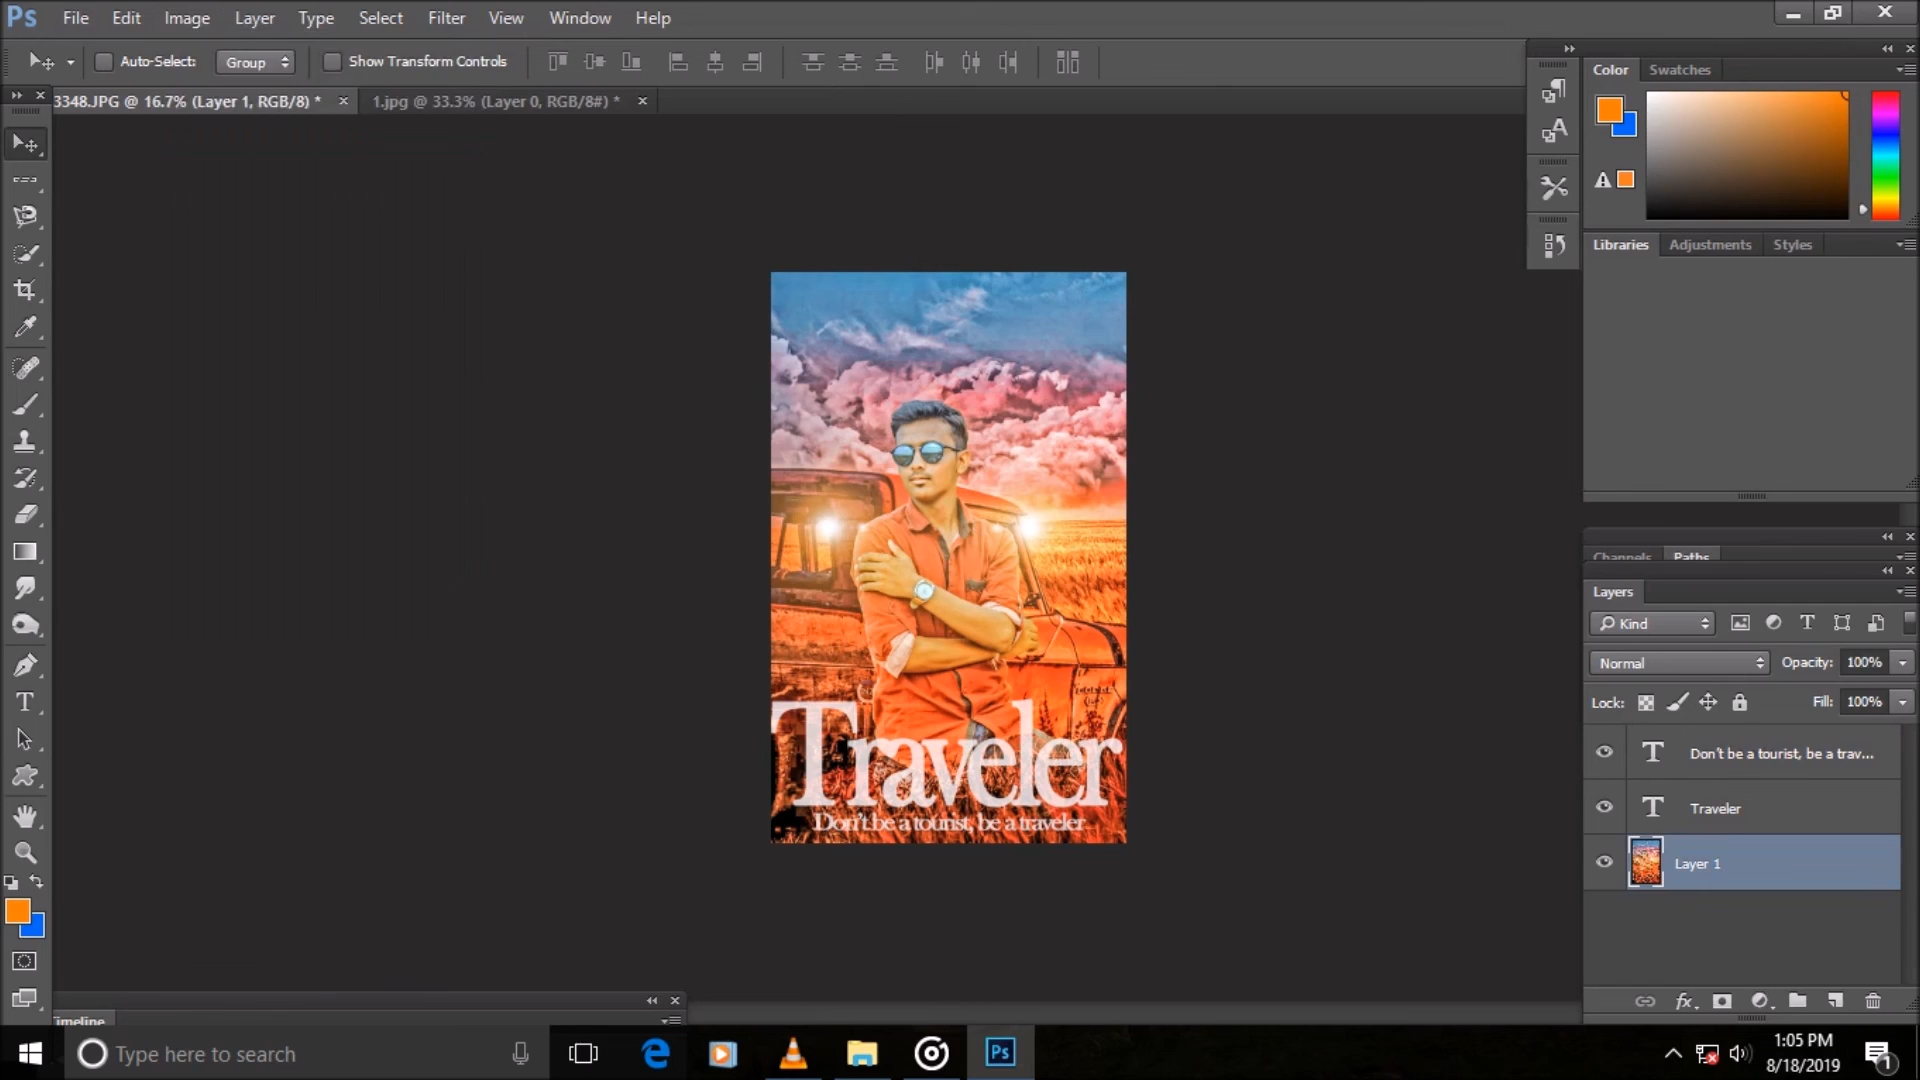 Ps File Edit Image Layer Type Select Filter View Window Help
Auto-Select: Group Show Transform Controls
3348.JPG @ 16.7% (Layer 1, RGB/8) * 1.jpg @ 33.3% (Layer 0, RGB/8#) *
Color Swatches
Libraries Adjustments Styles
Channels Paths
Layers
Kind
Normal Opacity: 100%
Lock: Fill: 100%
Don't be a tourist, be a trav...
Traveler
Layer 1
Traveler
Don't be a tourist, be a traveler
Timeline
Type here to search
Ps
1:05 PM
8/18/2019
1